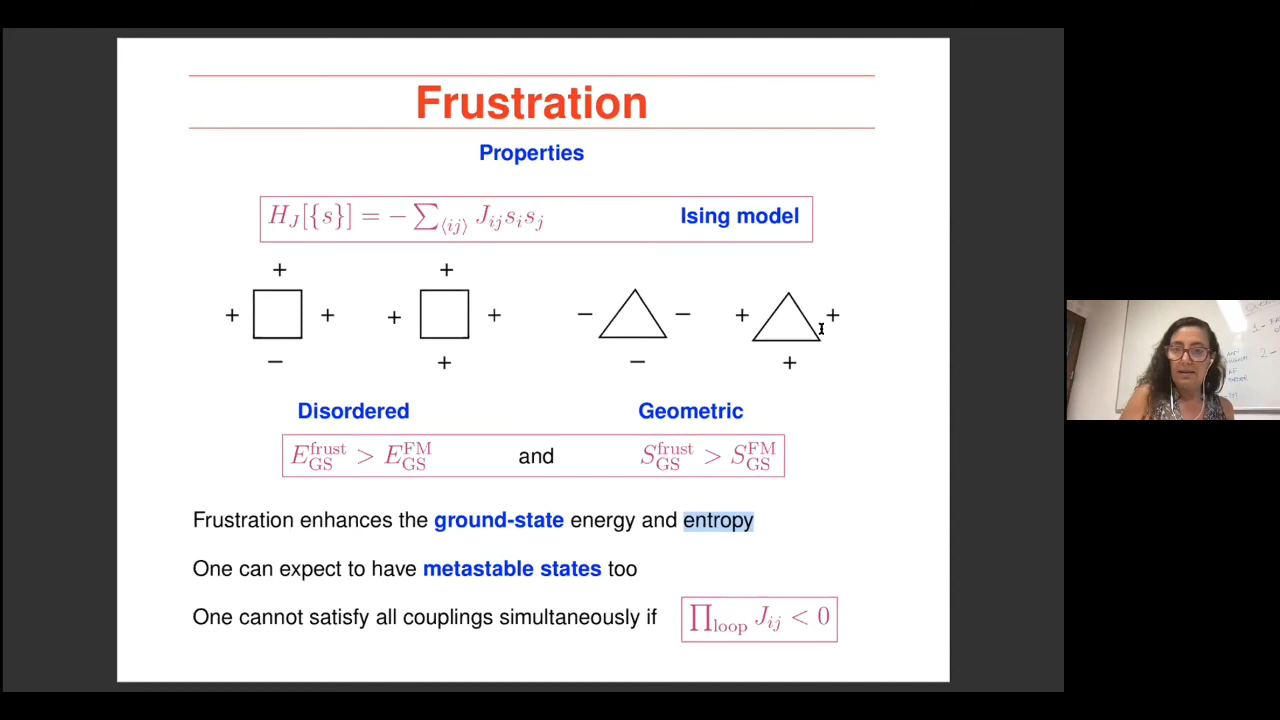 Frustration
Properties
H_J[{s}] = − ∑_⟨ij⟩ J_ij s_i s_j Ising model
+ +
+ + + + − − + +
− + − +
Disordered Geometric
E_GS^frust > E_GS^FM and S_GS^frust > S_GS^FM
Frustration enhances the ground-state energy and entropy
One can expect to have metastable states too
One cannot satisfy all couplings simultaneously if ∏_loop J_ij < 0